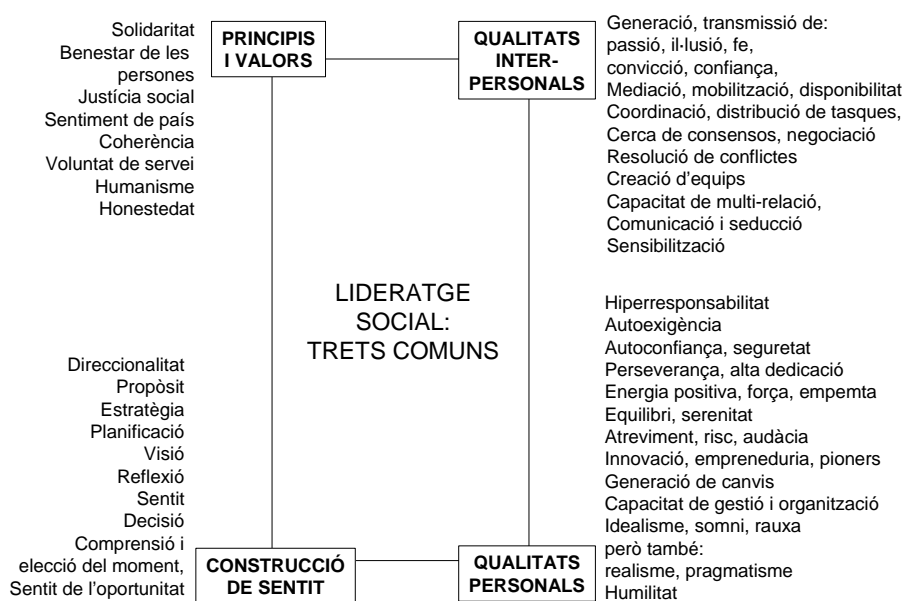 Solidaritat
Benestar de les
persones
Justícia social
Sentiment de país
Coherència
Voluntat de servei
Humanisme
Honestedat
PRINCIPIS
I VALORS
QUALITATS
INTER-
PERSONALS
Generació, transmissió de:
passió, il·lusió, fe,
convicció, confiança,
Mediació, mobilització, disponibilitat
Coordinació, distribució de tasques,
Cerca de consensos, negociació
Resolució de conflictes
Creació d'equips
Capacitat de multi-relació,
Comunicació i seducció
Sensibilització
LIDERATGE
SOCIAL:
TRETS COMUNS
Direccionalitat
Propòsit
Estratègia
Planificació
Visió
Reflexió
Sentit
Decisió
Comprensió i
elecció del moment,
Sentit de l'oportunitat
CONSTRUCCIÓ
DE SENTIT
QUALITATS
PERSONALS
Hiperresponsabilitat
Autoexigència
Autoconfiança, seguretat
Perseverança, alta dedicació
Energia positiva, força, empemta
Equilibri, serenitat
Atreviment, risc, audàcia
Innovació, empreneduria, pioners
Generació de canvis
Capacitat de gestió i organització
Idealisme, somni, rauxa
però també:
realisme, pragmatisme
Humilitat